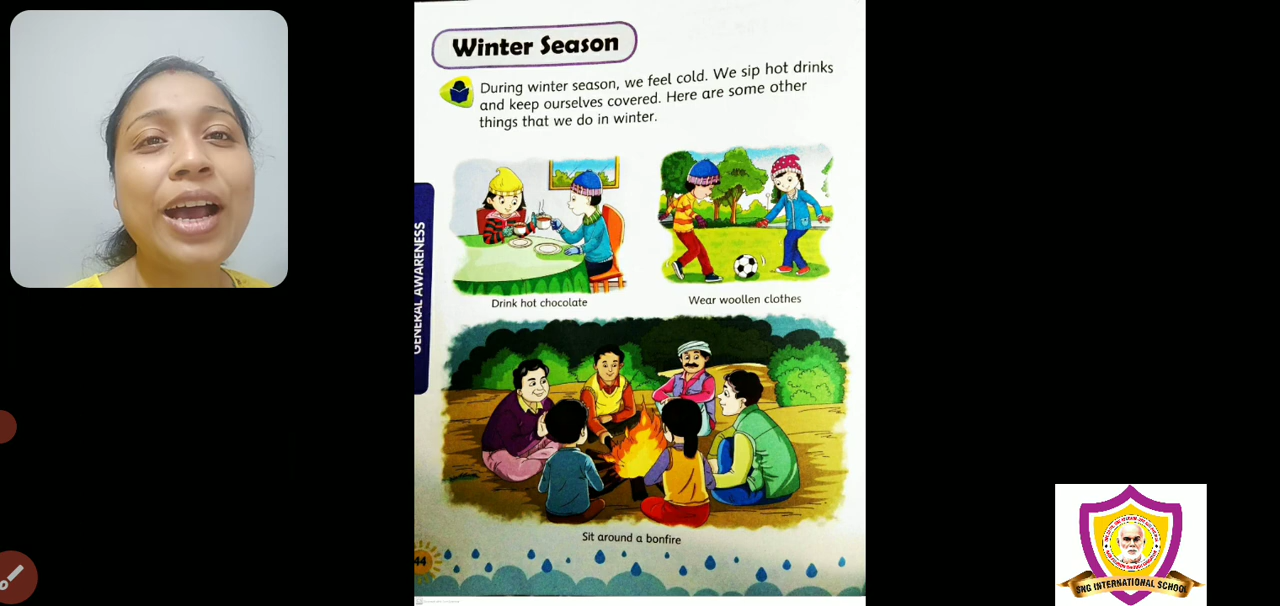 Winter Season
During winter season, we feel cold. We sip hot drinks
and keep ourselves covered. Here are some other
things that we do in winter.
GENERAL AWARENESS
Drink hot chocolate
Wear woollen clothes
Sit around a bonfire
44
SNG INTERNATIONAL SCHOOL